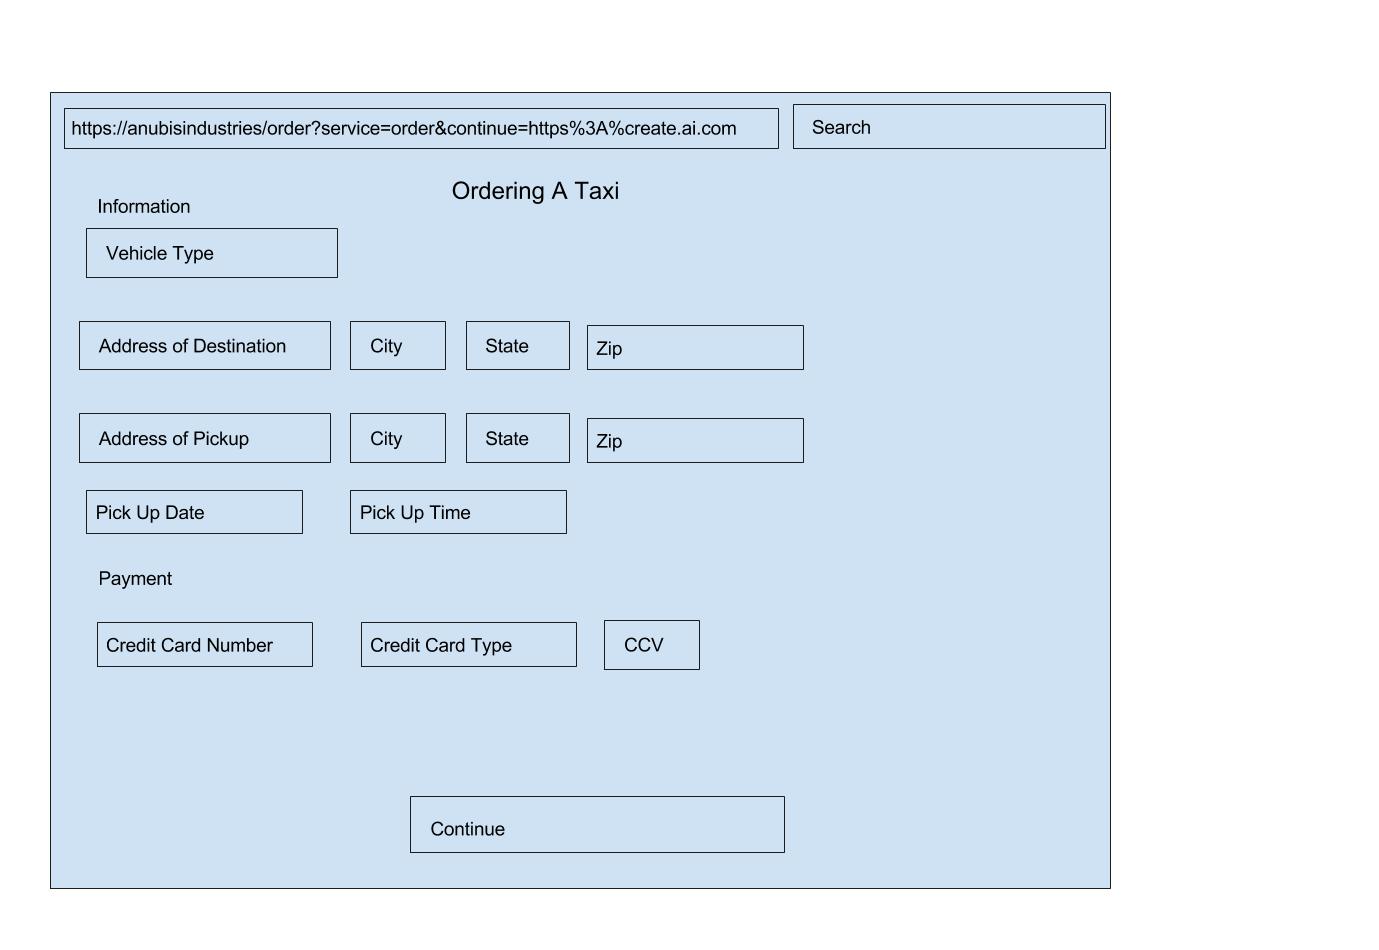 https://anubisindustries/order?service=order&continue=https%3A%create.ai.com
Search
Ordering A Taxi
Information
Vehicle Type
Address of Destination City State Zip
Address of Pickup City State Zip
Pick Up Date Pick Up Time
Payment
Credit Card Number Credit Card Type CCV
Continue